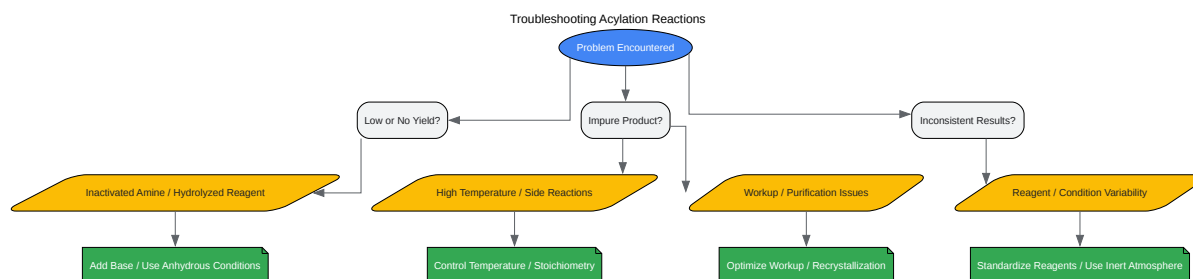 Troubleshooting Acylation Reactions
Problem Encountered
Low or No Yield?
Impure Product?
Inconsistent Results?
Inactivated Amine / Hydrolyzed Reagent
High Temperature / Side Reactions
Workup / Purification Issues
Reagent / Condition Variability
Add Base / Use Anhydrous Conditions
Control Temperature / Stoichiometry
Optimize Workup / Recrystallization
Standardize Reagents / Use Inert Atmosphere